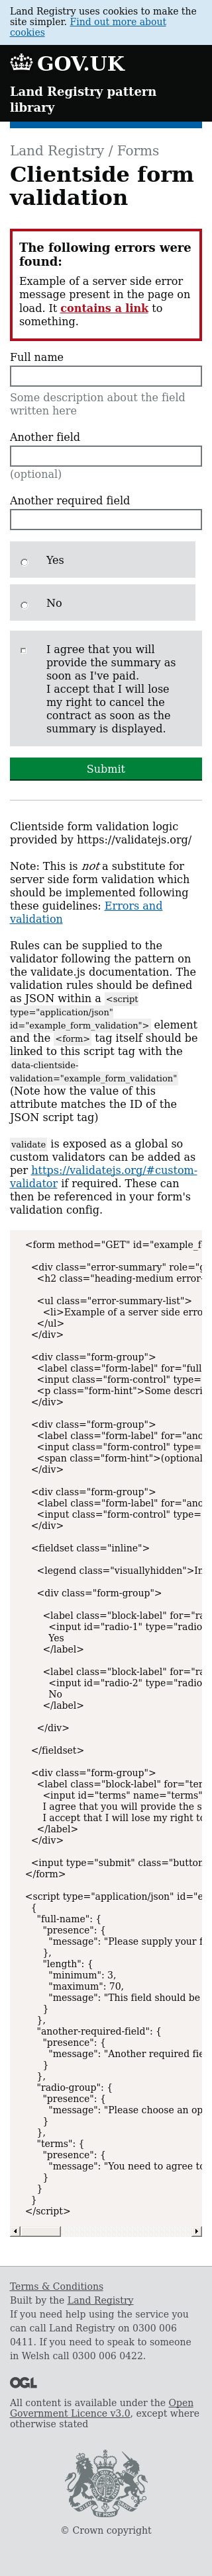 Land Registry uses cookies to make the
site simpler. Find out more about
cookies
GOV.UK
Land Registry pattern
library
Land Registry / Forms
Clientside form
validation
The following errors were
found:
Example of a server side error
message present in the page on
load. It contains a link to
something.
Full name
Some description about the field
written here
Another field
(optional)
Another required field
Yes
No
I agree that you will
provide the summary as
soon as I've paid.
I accept that I will lose
my right to cancel the
contract as soon as the
summary is displayed.
Submit
Clientside form validation logic
provided by https://validatejs.org/
Note: This is not a substitute for
server side form validation which
should be implemented following
these guidelines: Errors and
validation
Rules can be supplied to the
validator following the pattern on
the validate.js documentation. The
validation rules should be defined
as JSON within a <script
type="application/json"
id="example_form_validation"> element
and the <form> tag itself should be
linked to this script tag with the
data-clientside-
validation="example_form_validation"
(Note how the value of this
attribute matches the ID of the
JSON script tag)
validate is exposed as a global so
custom validators can be added as
per https://validatejs.org/#custom-
validator if required. These can
then be referenced in your form's
validation config.
<form method="GET" id="example_f
<div class="error-summary" role="g
<h2 class="heading-medium error-
<ul class="error-summary-list">
<li>Example of a server side erro
</ul>
</div>
<div class="form-group">
<label class="form-label" for="full
<input class="form-control" type=
<p class="form-hint">Some descri
</div>
<div class="form-group">
<label class="form-label" for="ano
<input class="form-control" type=
<span class="form-hint">(optional
</div>
<div class="form-group">
<label class="form-label" for="ano
<input class="form-control" type=
</div>
<fieldset class="inline">
<legend class="visuallyhidden">In
<div class="form-group">
<label class="block-label" for="ra
<input id="radio-1" type="radio
Yes
</label>
<label class="block-label" for="ra
<input id="radio-2" type="radio
No
</label>
</div>
</fieldset>
<div class="form-group">
<label class="block-label" for="ter
<input id="terms" name="terms"
I agree that you will provide the s
I accept that I will lose my right to
</label>
</div>
<input type="submit" class="button
</form>
<script type="application/json" id="e
{
"full-name": {
"presence": {
"message": "Please supply your f
},
"length": {
"minimum": 3,
"maximum": 70,
"message": "This field should be
}
},
"another-required-field": {
"presence": {
"message": "Another required fie
}
},
"radio-group": {
"presence": {
"message": "Please choose an op
}
},
"terms": {
"presence": {
"message": "You need to agree to
}
}
}
</script>
Terms & Conditions
Built by the Land Registry
If you need help using the service you
can call Land Registry on 0300 006
0411. If you need to speak to someone
in Welsh call 0300 006 0422.
OGL
All content is available under the Open
Government Licence v3.0, except where
otherwise stated
© Crown copyright